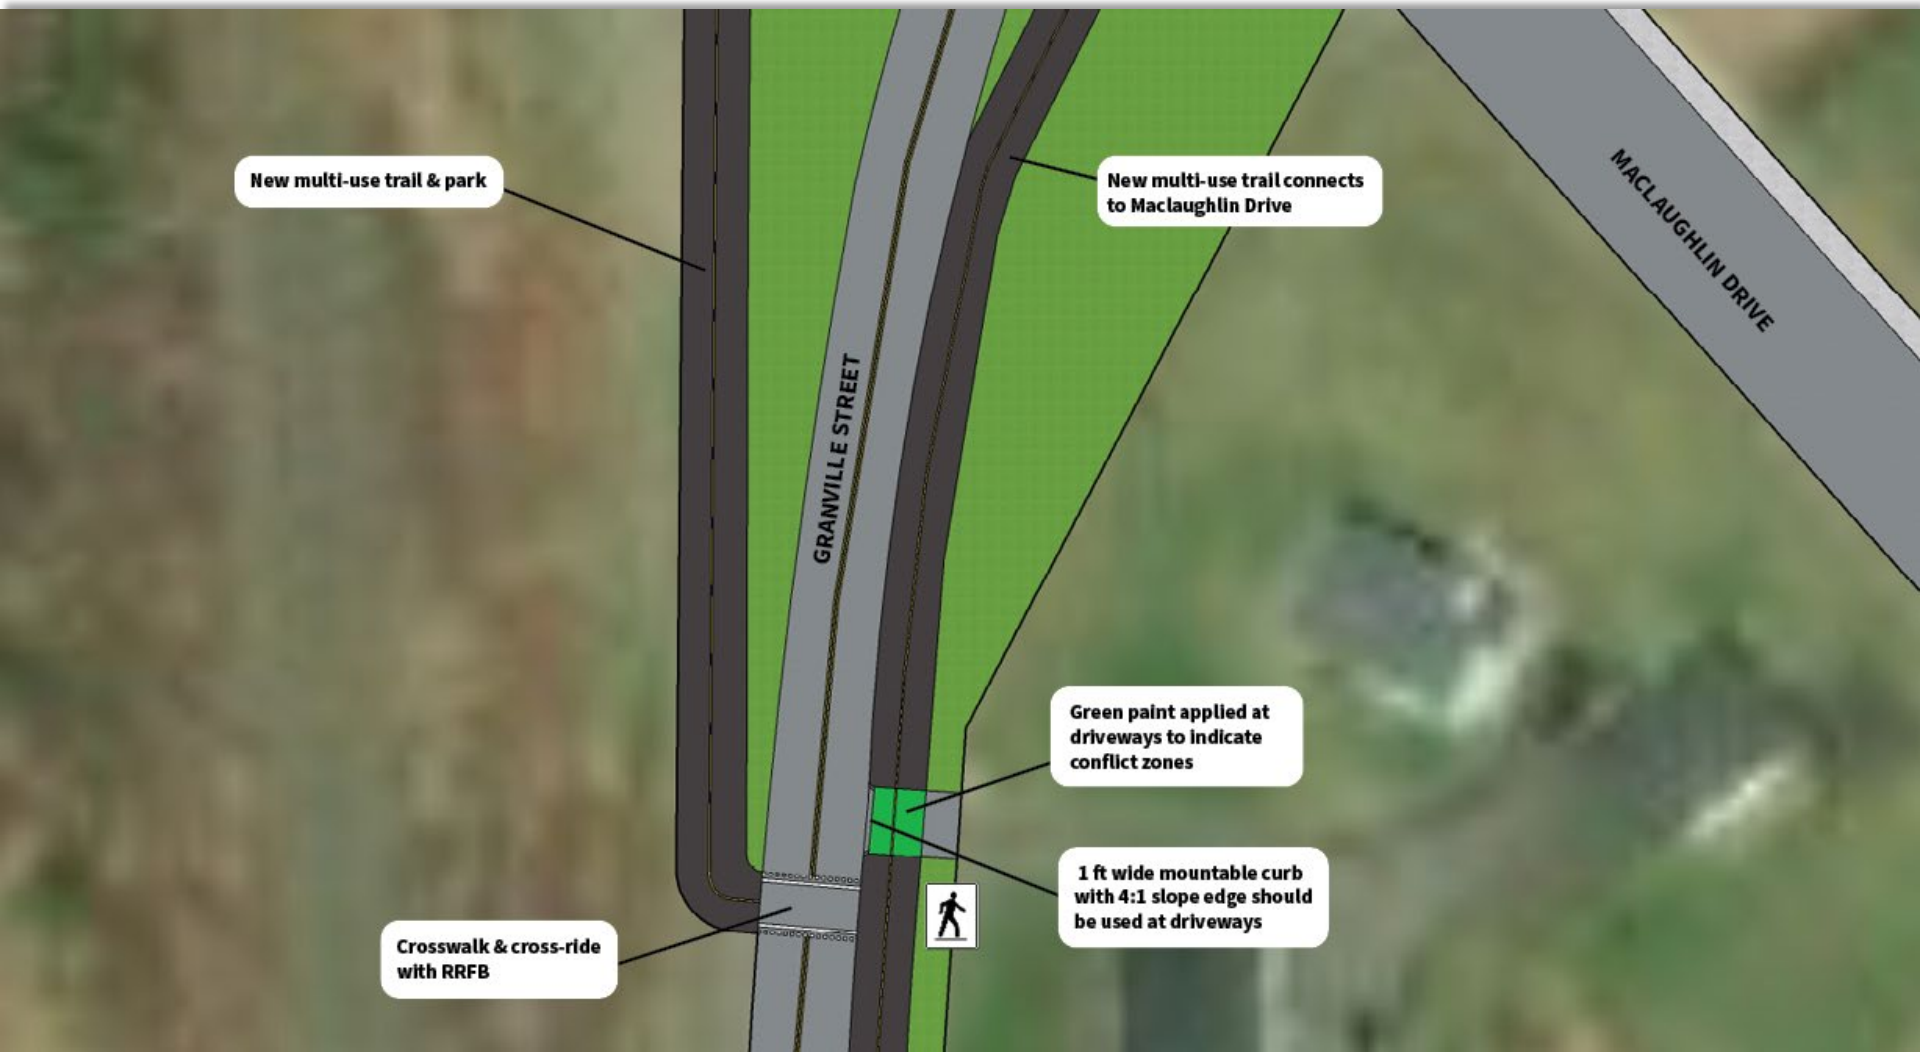 New multi-use trail & park
New multi-use trail connects
to Maclaughlin Drive
MACLAUGHLIN DRIVE
GRANVILLE STREET
Green paint applied at
driveways to indicate
conflict zones
1 ft wide mountable curb
with 4:1 slope edge should
be used at driveways
Crosswalk & cross-ride
with RRFB